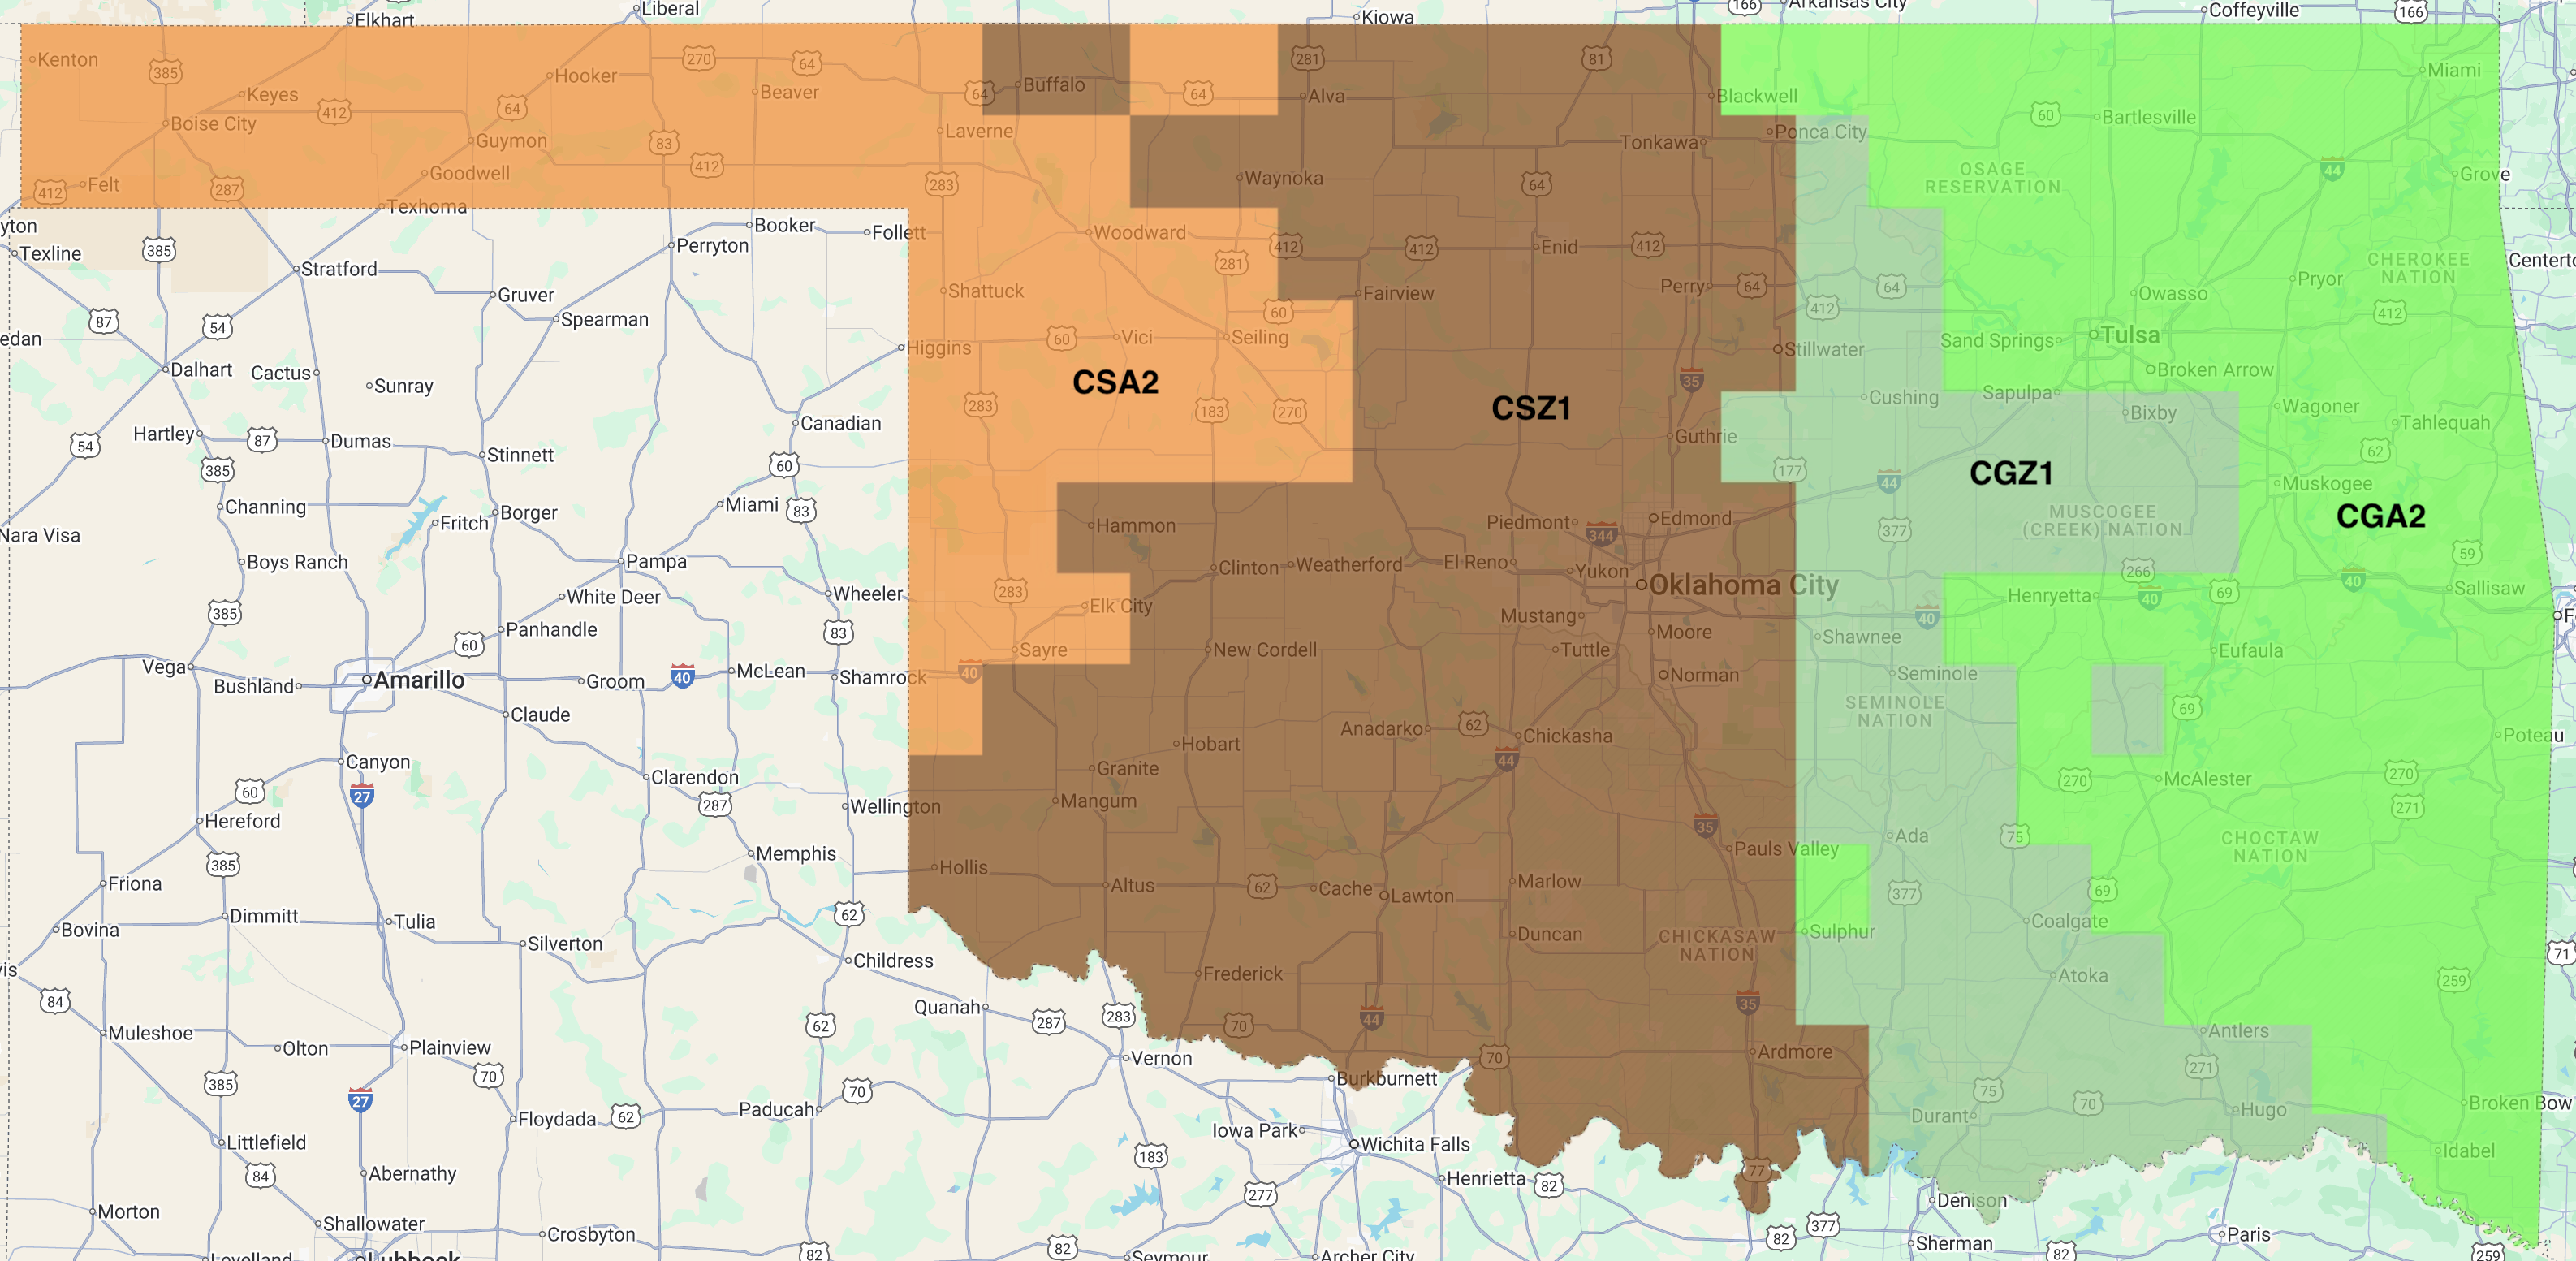 Elkhart
Liberal
Kiowa
166
Arkansas City
Coffeyville
166
Kenton
385
Hooker
270
64
Keyes
412
64
Beaver
Boise City
Guymon
83
412
Goodwell
Felt
412
287
Texhoma
64
Buffalo
64
281
Alva
81
Blackwell
Laverne
Tonkawa
Ponca City
283
Waynoka
64
60
Bartlesville
Miami
OSAGE
RESERVATION
44
Grove
yton
Texline
385
Booker
Follett
Perryton
Stratford
Woodward
412
412
Enid
412
281
CHEROKEE
NATION
Centerto
Gruver
Shattuck
Fairview
Perry
64
64
Owasso
Pryor
87
54
Spearman
60
412
412
edan
Higgins
60
Vici
Seiling
Stillwater
Sand Springs
Tulsa
Dalhart
Cactus
Sunray
CSA2
35
Broken Arrow
283
183
270
CSZ1
Cushing
Sapulpa
Bixby
Wagoner
Tahlequah
Canadian
54
Hartley
87
Dumas
Guthrie
62
385
Stinnett
60
177
44
CGZ1
Muskogee
Channing
Borger
Miami
83
Hammon
Piedmont
Edmond
377
MUSCOGEE
(CREEK) NATION
CGA2
Fritch
344
Nara Visa
59
Boys Ranch
Pampa
Clinton
Weatherford
El Reno
Yukon
Oklahoma City
266
40
Sallisaw
385
White Deer
Wheeler
283
Elk City
Mustang
40
Henryetta
40
69
F
Panhandle
83
Moore
Shawnee
60
Sayre
New Cordell
Tuttle
Eufaula
Vega
Bushland
Amarillo
Groom
40
McLean
Shamrock
40
Norman
Seminole
Claude
SEMINOLE
NATION
69
Anadarko
62
Chickasha
Poteau
Canyon
Hobart
44
Clarendon
Granite
270
McAlester
270
60
27
287
Wellington
Mangum
271
Hereford
35
Ada
75
CHOCTAW
NATION
385
Memphis
Hollis
Pauls Valley
Friona
Altus
62
Cache
Lawton
Marlow
377
69
Dimmitt
Tulia
62
Coalgate
Bovina
Silverton
Duncan
CHICKASAW
NATION
Sulphur
vis
Childress
Frederick
Atoka
71
259
84
Quanah
287
283
35
Muleshoe
62
70
44
Antlers
Olton
Plainview
Vernon
70
Ardmore
385
70
Burkburnett
271
27
70
75
70
Floydada
62
Paducah
Durant
Hugo
Broken Bow
Littlefield
Iowa Park
Wichita Falls
Idabel
84
Abernathy
183
Henrietta
82
77
277
Denison
Morton
Shallowater
377
Crosbyton
82
Paris
Levelland
Lubbock
82
82
Seymour
Archer City
Sherman
82
259